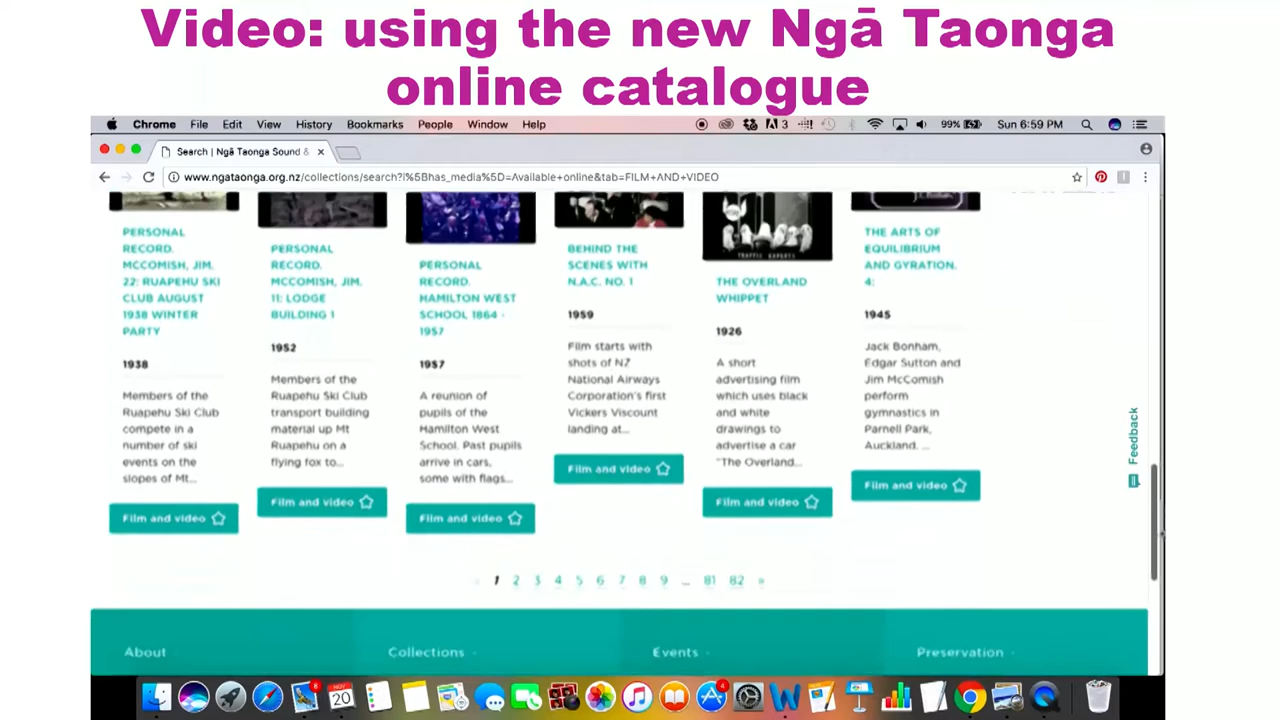 Video: using the new Ngā Taonga
online catalogue
Chrome File Edit View History Bookmarks People Window Help 3 99% Sun 6:59 PM
Search | Ngā Taonga Sound &
www.ngataonga.org.nz/collections/search?i%5Bhas_media%5D=Available+online&tab=FILM+AND+VIDEO
TRAFFIC EXPERTS
PERSONAL
RECORD.
MCCOMISH, JIM.
22: RUAPEHU SKI
CLUB AUGUST
1938 WINTER
PARTY
1938
Members of the
Ruapehu Ski Club
compete in a
number of ski
events on the
slopes of Mt...
Film and video
PERSONAL
RECORD.
MCCOMISH, JIM.
11: LODGE
BUILDING 1
1952
Members of the
Ruapehu Ski Club
transport building
material up Mt
Ruapehu on a
flying fox to...
Film and video
PERSONAL
RECORD.
HAMILTON WEST
SCHOOL 1864 -
1957
1957
A reunion of
pupils of the
Hamilton West
School. Past pupils
arrive in cars,
some with flags...
Film and video
BEHIND THE
SCENES WITH
N.A.C. NO. 1
1959
Film starts with
shots of NZ
National Airways
Corporation's first
Vickers Viscount
landing at...
Film and video
THE OVERLAND
WHIPPET
1926
A short
advertising film
which uses black
and white
drawings to
advertise a car
"The Overland...
Film and video
THE ARTS OF
EQUILIBRIUM
AND GYRATION.
4:
1945
Jack Bonham,
Edgar Sutton and
Jim McComish
perform
gymnastics in
Parnell Park,
Auckland. ...
Film and video
Feedback
« 1 2 3 4 5 6 7 8 9 ... 81 82 »
About Collections Events Preservation
8 NOV 20 4